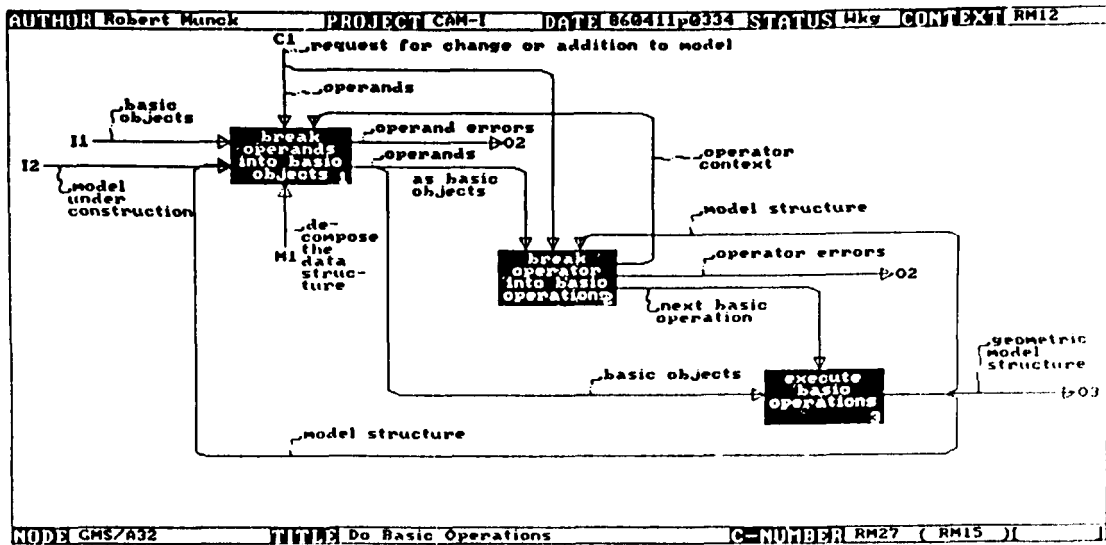 AUTHOR Robert Munck PROJECT CAM-I DATE 860411p0334 STATUS Wkg CONTEXT RM12
C1
request for change or addition to model
operands
basic
objects
I1
break
operands
into basic
objects 1
operand errors
O2
operands
as basic
objects
operator
context
I2
model
under
construction
M1
de-
compose
the
data
struc-
ture
model structure
break
operator
into basic
operations 2
operator errors
O2
next basic
operation
geometric
model
structure
basic objects
execute
basic
operations
3
O3
model structure
NODE GMS/A32 TITLE Do Basic Operations C-NUMBER RM27 ( RM15 )[